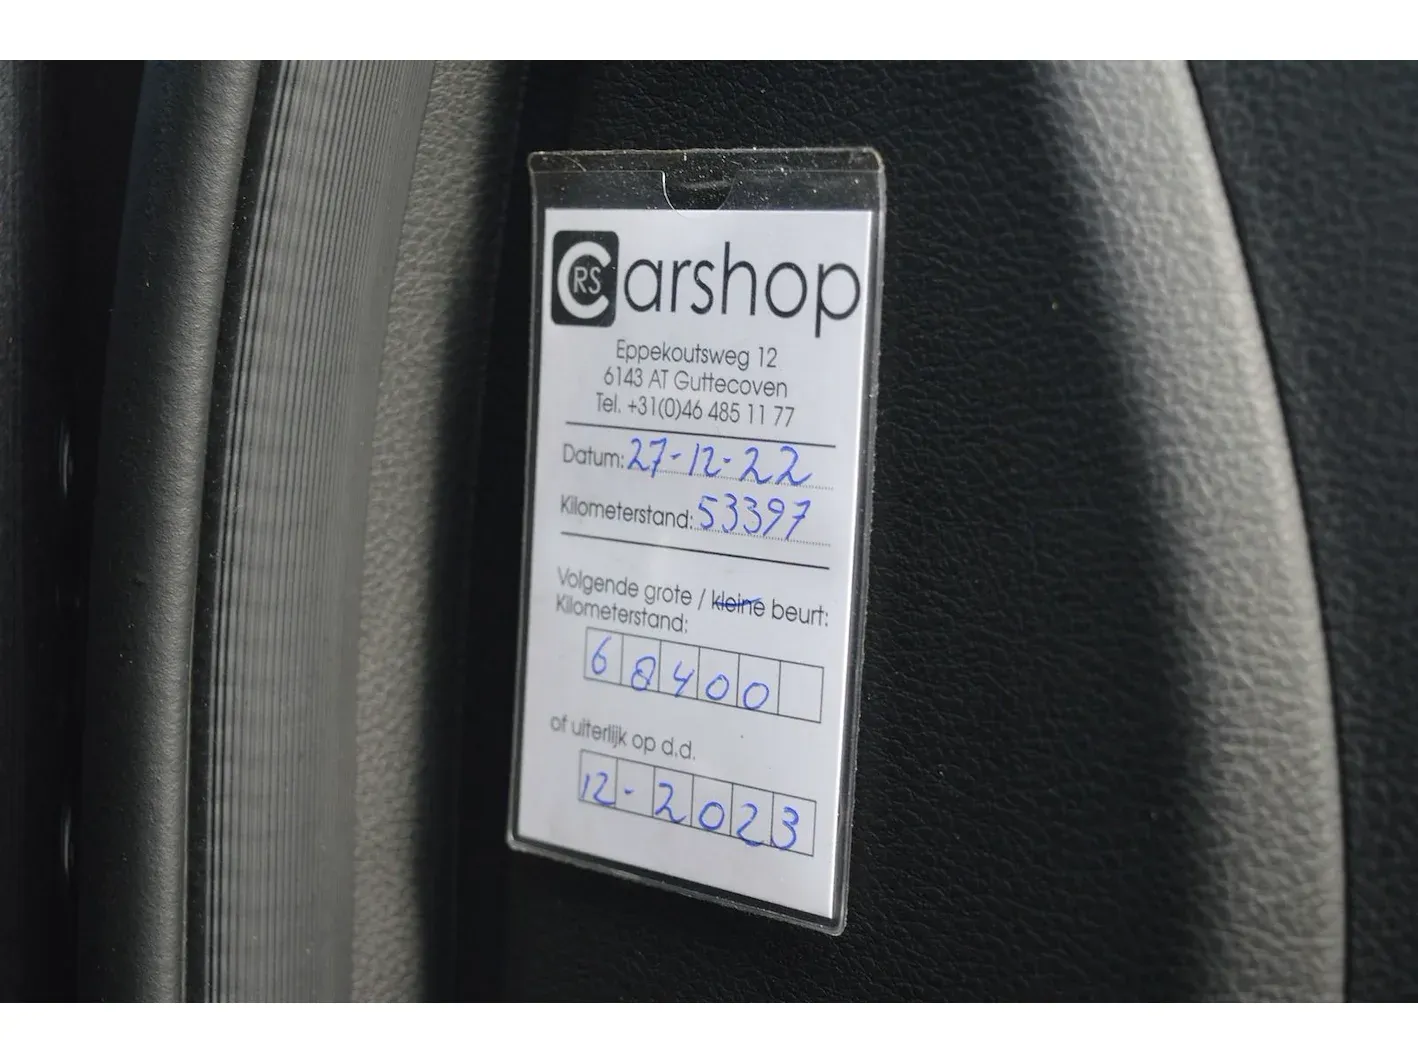 CRS Carshop
Eppekoutsweg 12
6143 AT Guttecoven
Tel. +31(0)46 485 11 77
Datum: 27-12-22
Kilometerstand: 53397
Volgende grote / kleine beurt:
Kilometerstand:
68400
of uiterlijk op d.d.
12-2023